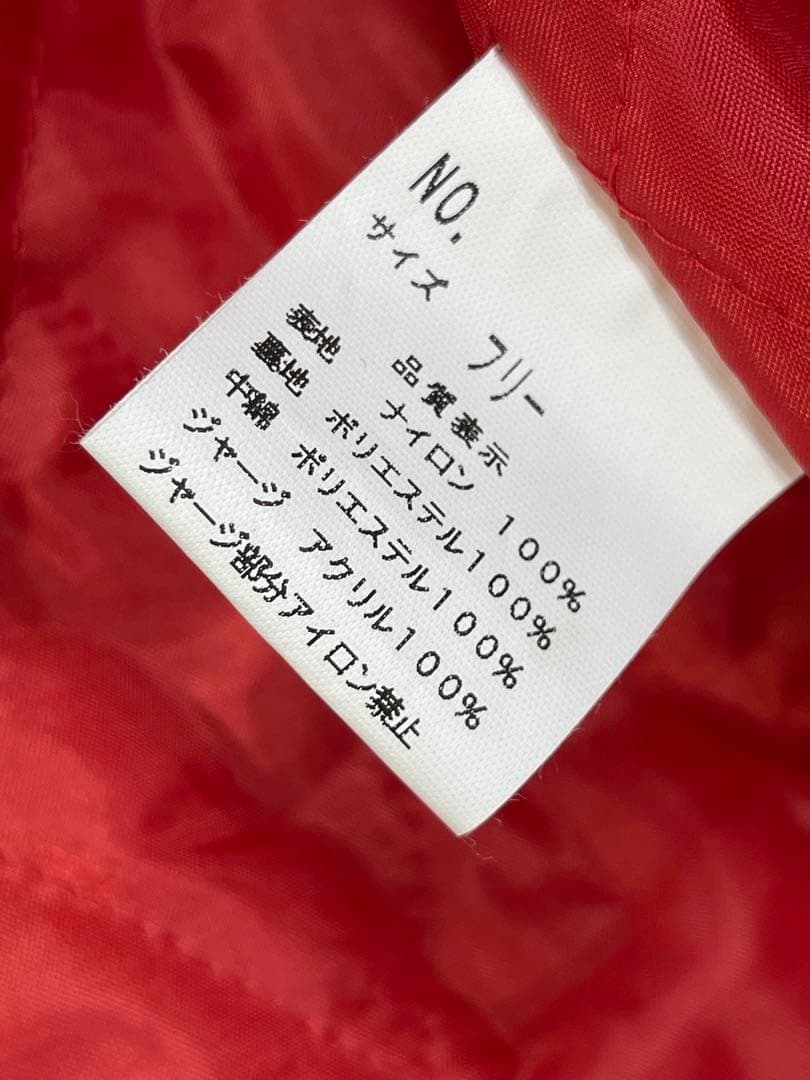 NO.
サイズ フリー
品質表示
表地 ナイロン 100%
裏地 ポリエステル100%
中綿 ポリエステル100%
ジャージ アクリル100%
ジャージ部分アイロン禁止